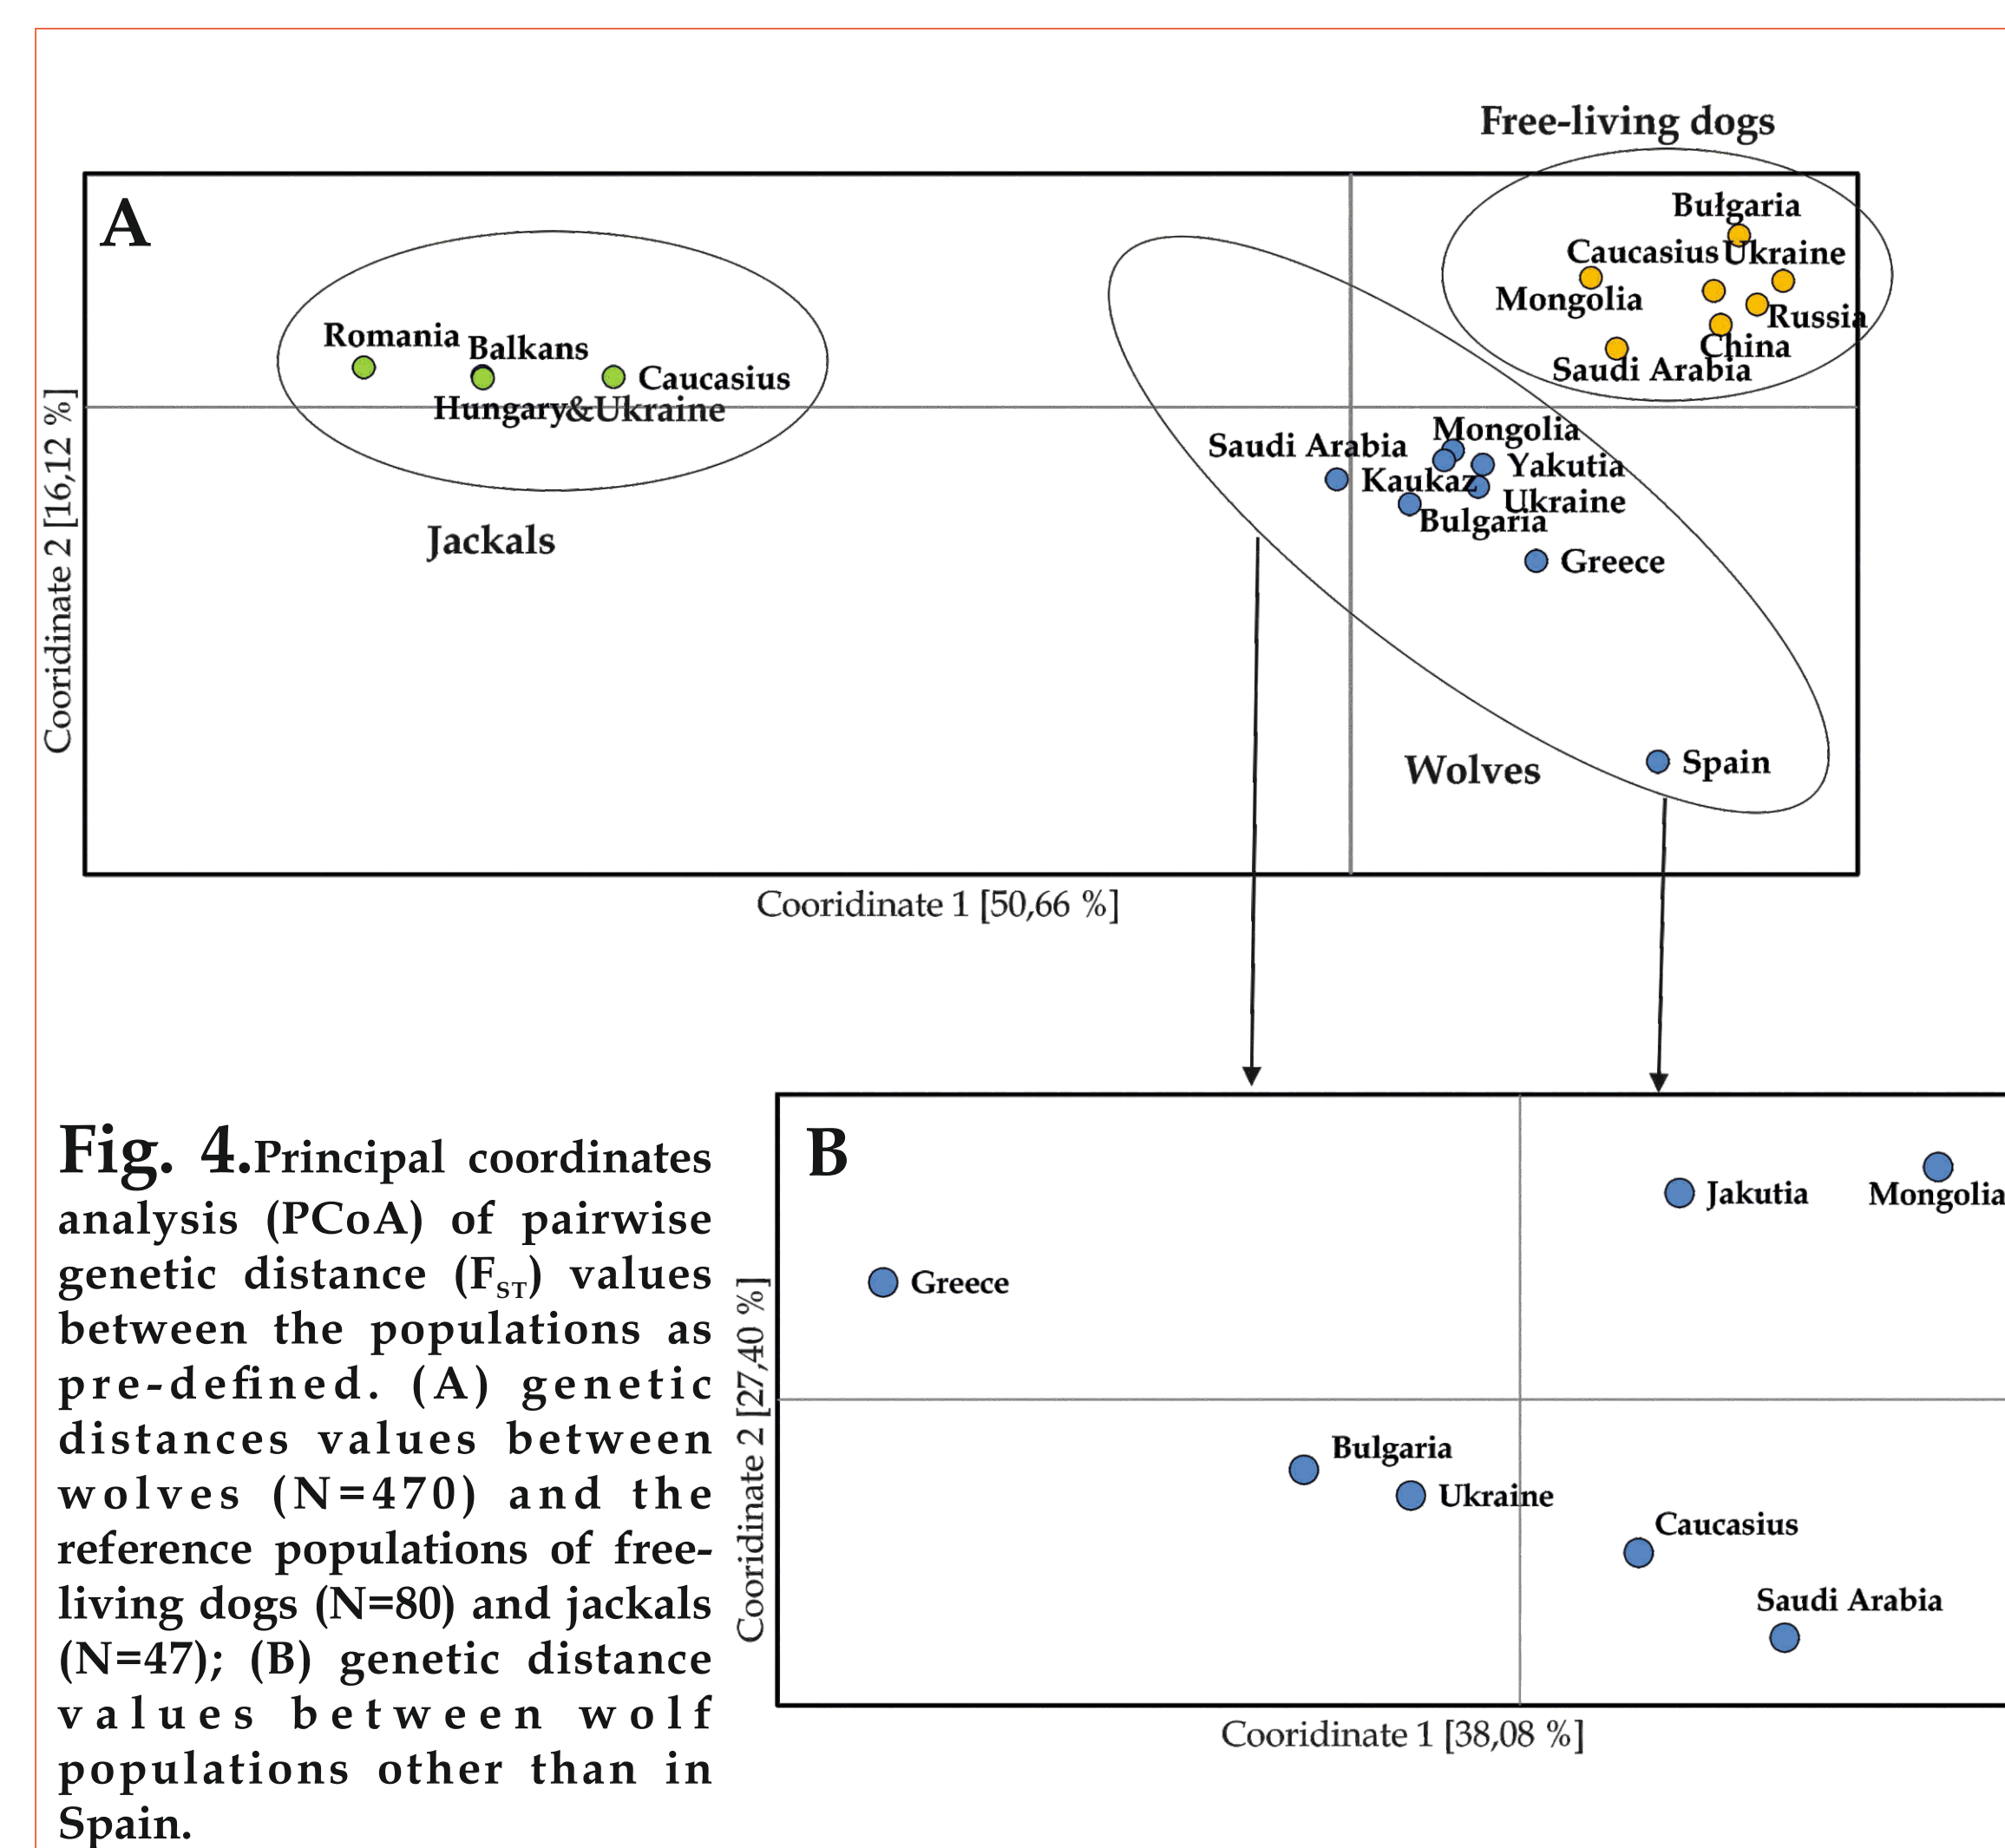 Free-living dogs
A
Bułgaria
Caucasius Ukraine
Mongolia
Russia
China
Saudi Arabia
Romania
Balkans
Caucasius
Hungary&Ukraine
Jackals
Mongolia
Saudi Arabia
Yakutia
Kaukaz
Ukraine
Bulgaria
Greece
Spain
Wolves
Cooridinate 2 [16,12 %]
Cooridinate 1 [50,66 %]
B
Jakutia
Mongolia
Greece
Bulgaria
Ukraine
Caucasius
Saudi Arabia
Cooridinate 2 [27,40 %]
Cooridinate 1 [38,08 %]
Fig. 4.Principal coordinates
analysis (PCoA) of pairwise
genetic distance (FST) values
between the populations as
pre-defined. (A) genetic
distances values between
wolves (N=470) and the
reference populations of free-
living dogs (N=80) and jackals
(N=47); (B) genetic distance
values between wolf
populations other than in
Spain.